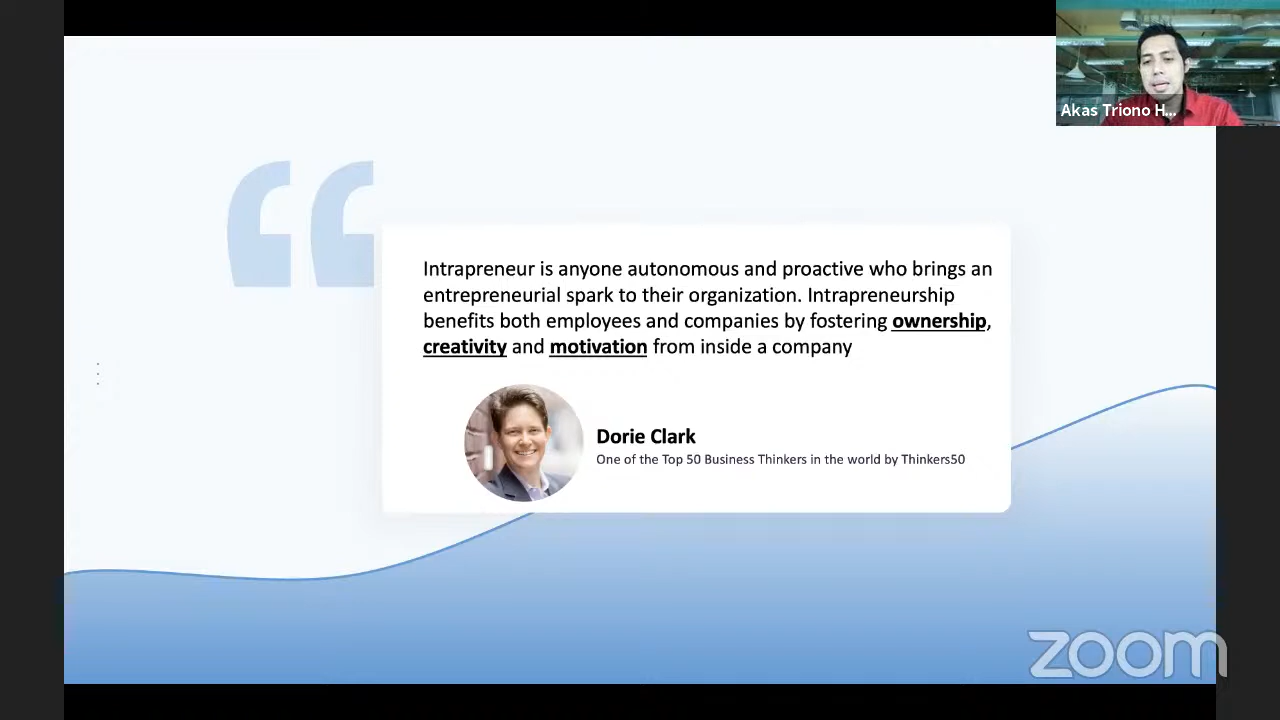 Akas Triono H...
Intrapreneur is anyone autonomous and proactive who brings an
entrepreneurial spark to their organization. Intrapreneurship
benefits both employees and companies by fostering ownership,
creativity and motivation from inside a company
Dorie Clark
One of the Top 50 Business Thinkers in the world by Thinkers50
zoom